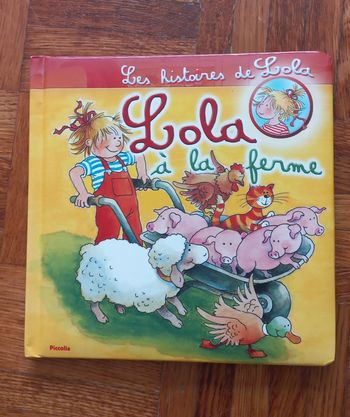 Les histoires de Lola
Lola
à la ferme
Piccolia